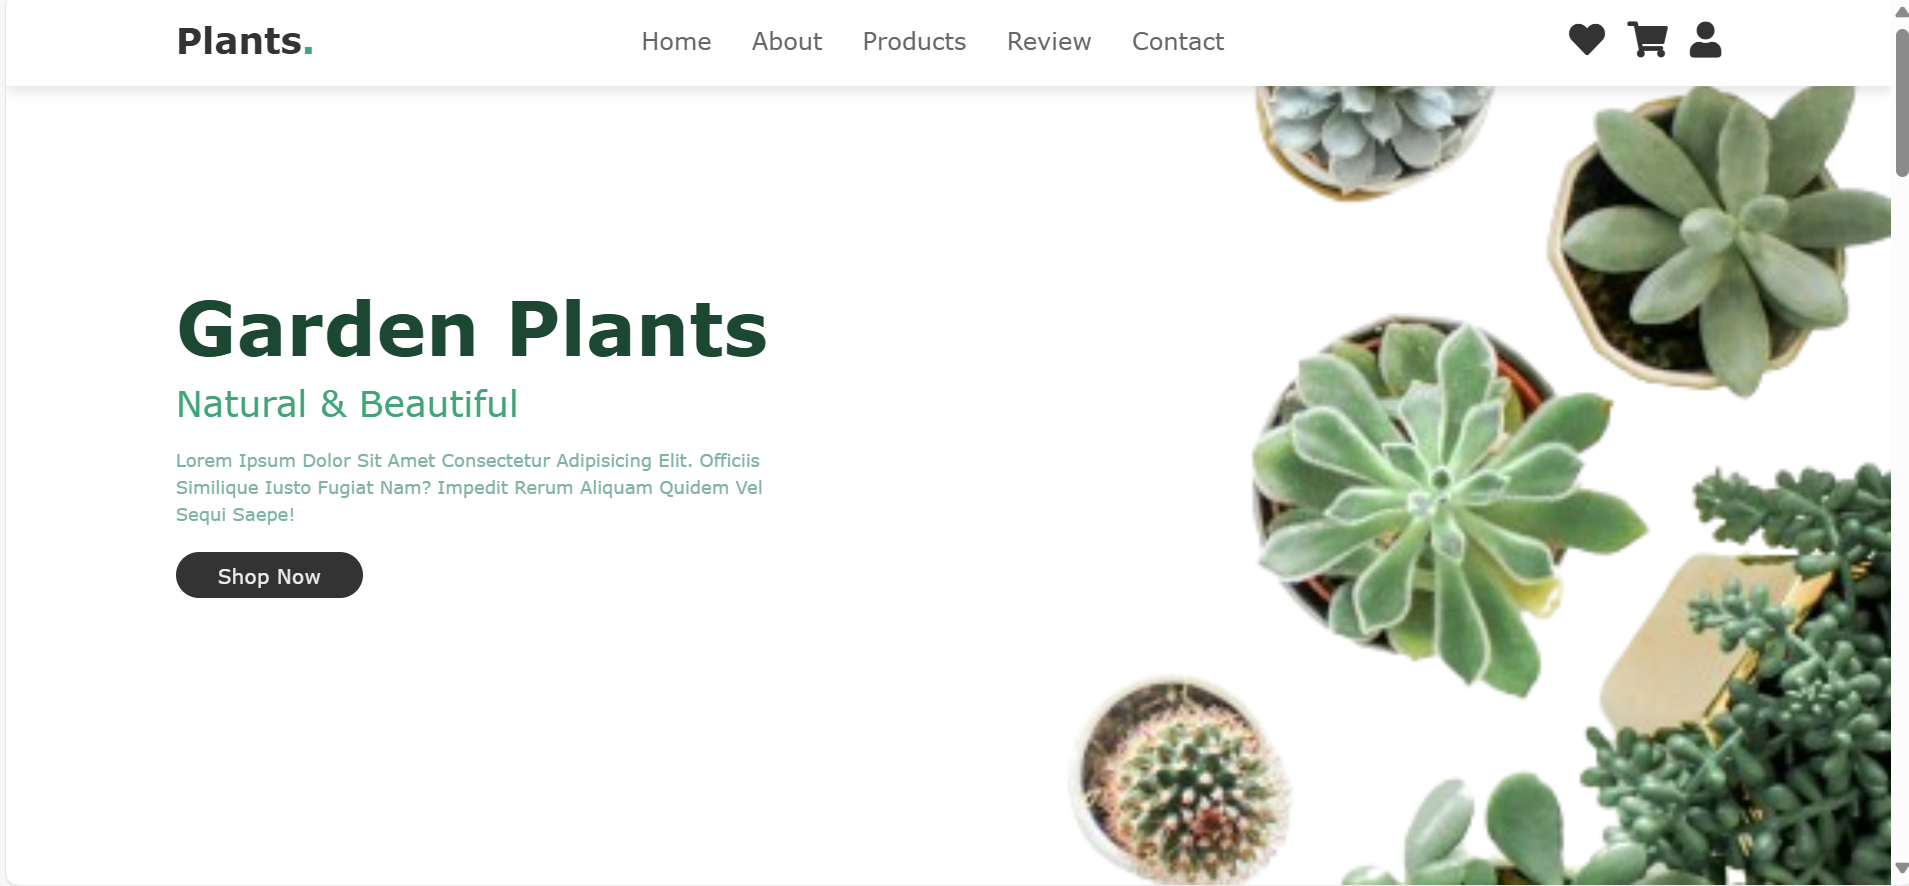 Plants.
Home About Products Review Contact
Garden Plants
Natural & Beautiful
Lorem Ipsum Dolor Sit Amet Consectetur Adipisicing Elit. Officiis
Similique Iusto Fugiat Nam? Impedit Rerum Aliquam Quidem Vel
Sequi Saepe!
Shop Now